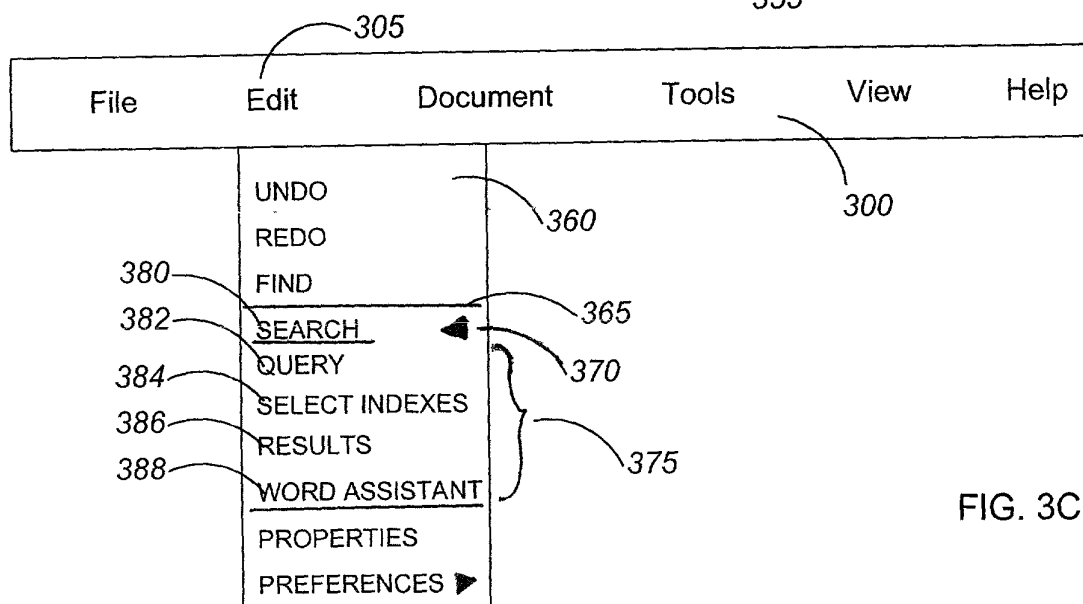 305
File Edit Document Tools View Help
300
UNDO
360
REDO
FIND
380
365
SEARCH
382
370
QUERY
384
SELECT INDEXES
386
RESULTS
375
388
WORD ASSISTANT
FIG. 3C
PROPERTIES
PREFERENCES